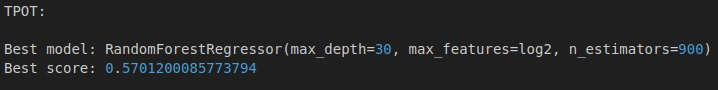 TPOT:
Best model: RandomForestRegressor(max_depth=30, max_features=log2, n_estimators=900)
Best score: 0.5701200085773794